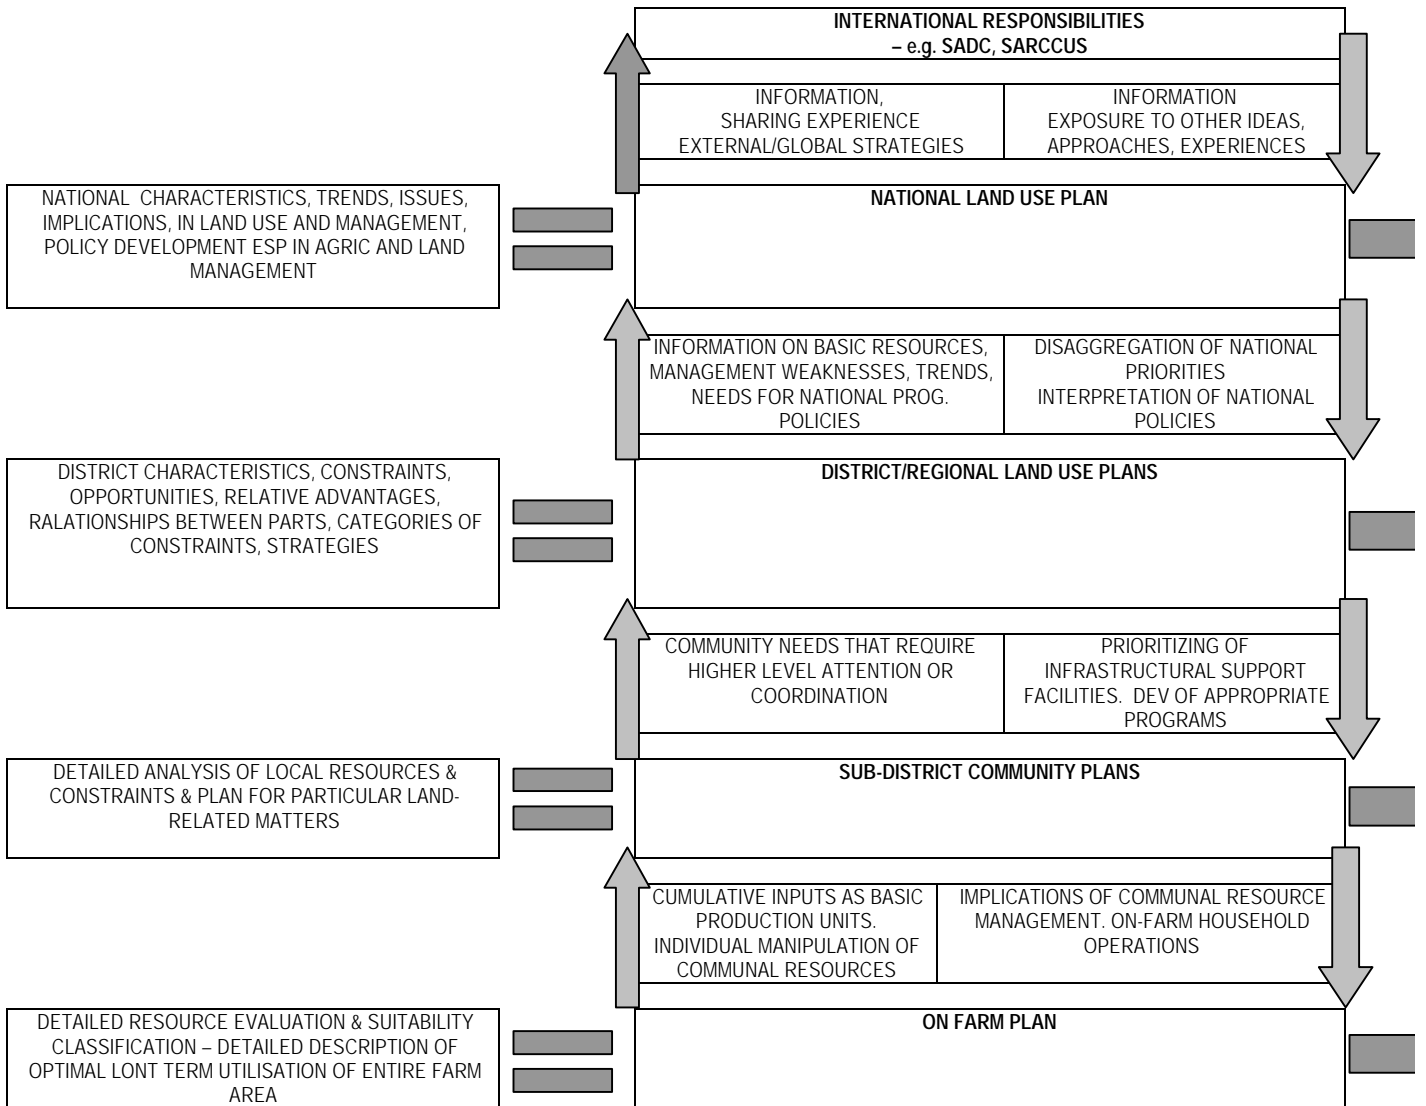 INTERNATIONAL RESPONSIBILITIES
– e.g. SADC, SARCCUS
INFORMATION,
SHARING EXPERIENCE
EXTERNAL/GLOBAL STRATEGIES
INFORMATION
EXPOSURE TO OTHER IDEAS,
APPROACHES, EXPERIENCES
NATIONAL CHARACTERISTICS, TRENDS, ISSUES,
IMPLICATIONS, IN LAND USE AND MANAGEMENT,
POLICY DEVELOPMENT ESP IN AGRIC AND LAND
MANAGEMENT
NATIONAL LAND USE PLAN
INFORMATION ON BASIC RESOURCES,
MANAGEMENT WEAKNESSES, TRENDS,
NEEDS FOR NATIONAL PROG.
POLICIES
DISAGGREGATION OF NATIONAL
PRIORITIES
INTERPRETATION OF NATIONAL
POLICIES
DISTRICT CHARACTERISTICS, CONSTRAINTS,
OPPORTUNITIES, RELATIVE ADVANTAGES,
RALATIONSHIPS BETWEEN PARTS, CATEGORIES OF
CONSTRAINTS, STRATEGIES
DISTRICT/REGIONAL LAND USE PLANS
COMMUNITY NEEDS THAT REQUIRE
HIGHER LEVEL ATTENTION OR
COORDINATION
PRIORITIZING OF
INFRASTRUCTURAL SUPPORT
FACILITIES. DEV OF APPROPRIATE
PROGRAMS
DETAILED ANALYSIS OF LOCAL RESOURCES &
CONSTRAINTS & PLAN FOR PARTICULAR LAND-
RELATED MATTERS
SUB-DISTRICT COMMUNITY PLANS
CUMULATIVE INPUTS AS BASIC
PRODUCTION UNITS.
INDIVIDUAL MANIPULATION OF
COMMUNAL RESOURCES
IMPLICATIONS OF COMMUNAL RESOURCE
MANAGEMENT. ON-FARM HOUSEHOLD
OPERATIONS
DETAILED RESOURCE EVALUATION & SUITABILITY
CLASSIFICATION – DETAILED DESCRIPTION OF
OPTIMAL LONT TERM UTILISATION OF ENTIRE FARM
AREA
ON FARM PLAN